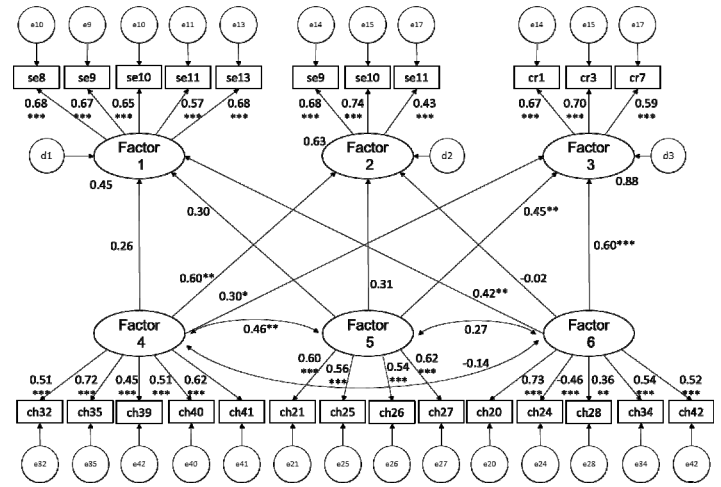 e10 e9 e10 e11 e13 e14 e15 e17 e14 e15 e17
se8 se9 se10 se11 se13 se9 se10 se11 cr1 cr3 cr7
0.68 0.67 0.65 0.57 0.68 0.68 0.74 0.43 0.67 0.70 0.59
*** *** *** *** *** *** *** *** *** *** ***
d1 Factor 1 0.63 Factor 2 d2 Factor 3 d3
0.45 0.88
0.30 0.45**
0.26 0.60***
0.60** 0.31 -0.02
0.30* 0.42**
Factor 4 0.46** Factor 5 0.27 Factor 6
-0.14
0.51 0.72 0.45 0.51 0.62 0.60 0.56 0.54 0.62 0.73 -0.46 0.36 0.54 0.52
*** *** *** *** *** *** *** *** *** *** *** ** *** ***
ch32 ch35 ch39 ch40 ch41 ch21 ch25 ch26 ch27 ch20 ch24 ch28 ch34 ch42
e32 e35 e42 e40 e41 e21 e25 e26 e27 e20 e24 e28 e34 e42